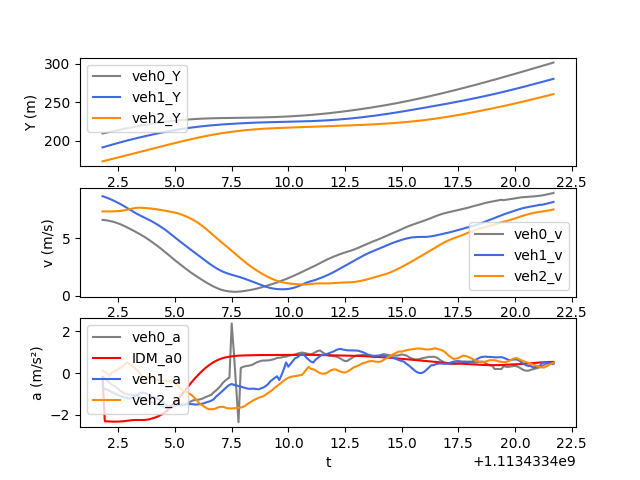 300
250
200
Y (m)
veh0_Y
veh1_Y
veh2_Y
2.5 5.0 7.5 10.0 12.5 15.0 17.5 20.0 22.5
5
0
v (m/s)
veh0_v
veh1_v
veh2_v
2.5 5.0 7.5 10.0 12.5 15.0 17.5 20.0 22.5
2
0
−2
a (m/s²)
veh0_a
IDM_a0
veh1_a
veh2_a
2.5 5.0 7.5 10.0 12.5 15.0 17.5 20.0 22.5
t
+1.1134334e9